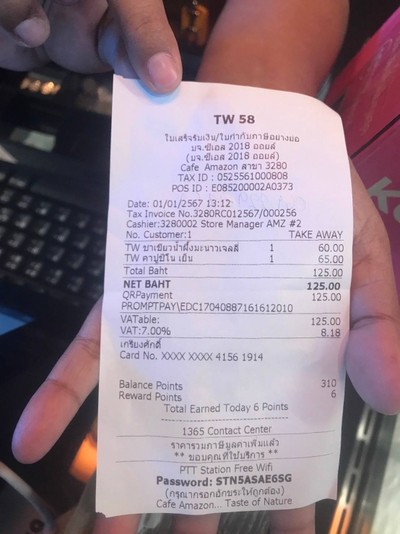 TW 58
ใบเสร็จรับเงิน/ใบกำกับภาษีอย่างย่อ
บจ.ซีเอส 2018 ออยล์
(บจ.ซีเอส 2018 ออยล์)
Cafe Amazon สาขา 3280
TAX ID : 0525561000808
POS ID : E085200002A0373
Date: 01/01/2567 13:12
Tax Invoice No.3280RC012567/000256
Cashier:3280002 Store Manager AMZ #2
No. Customer:1 TAKE AWAY
TW ชาเขียวน้ำผึ้งมะนาวเจลลี่ 1 60.00
TW คาปูชิโน เย็น 1 65.00
Total Baht 125.00
NET BAHT 125.00
QRPayment 125.00
PROMPTPAY\EDC17040887161612010
VATable: 125.00
VAT:7.00% 8.18
เกรียงศักดิ์
Card No. XXXX XXXX 4156 1914
Balance Points 310
Reward Points 6
Total Earned Today 6 Points
1365 Contact Center
ราคารวมภาษีมูลค่าเพิ่มแล้ว
** ขอบคุณที่ใช้บริการ **
PTT Station Free Wifi
Password: STN5ASAE6SG
(กรุณากรอกอักขระให้ถูกต้อง)
Cafe Amazon... Taste of Nature